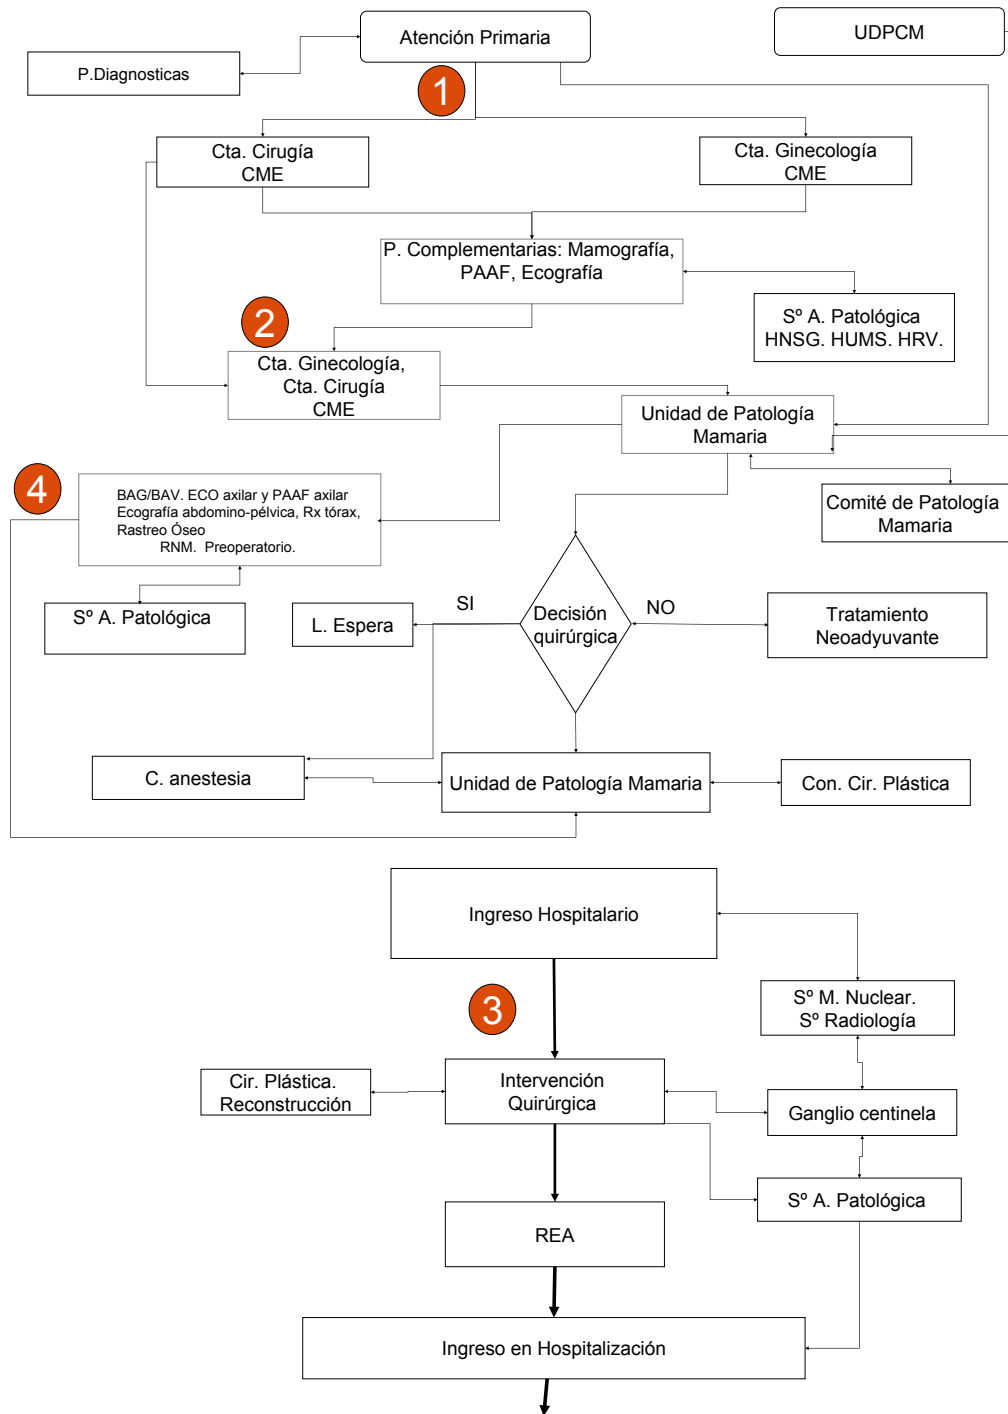 Atención Primaria
UDPCM
P.Diagnosticas
1
Cta. Cirugía
CME
Cta. Ginecología
CME
P. Complementarias: Mamografía,
PAAF, Ecografía
Sº A. Patológica
HNSG. HUMS. HRV.
2
Cta. Ginecología,
Cta. Cirugía
CME
Unidad de Patología
Mamaria
4
BAG/BAV. ECO axilar y PAAF axilar
Ecografía abdomino-pélvica, Rx tórax,
Rastreo Óseo
RNM. Preoperatorio.
Comité de Patología
Mamaria
Sº A. Patológica
L. Espera
SI
Decisión
quirúrgica
NO
Tratamiento
Neoadyuvante
C. anestesia
Unidad de Patología Mamaria
Con. Cir. Plástica
Ingreso Hospitalario
3
Sº M. Nuclear.
Sº Radiología
Cir. Plástica.
Reconstrucción
Intervención
Quirúrgica
Ganglio centinela
Sº A. Patológica
REA
Ingreso en Hospitalización